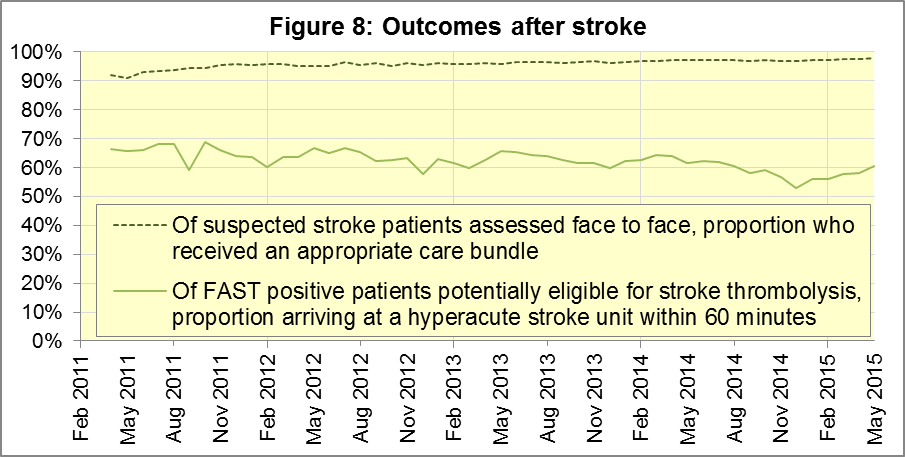 Figure 8: Outcomes after stroke
100%
90%
80%
70%
60%
50%
40%
30%
20%
10%
0%
Of suspected stroke patients assessed face to face, proportion who
received an appropriate care bundle
Of FAST positive patients potentially eligible for stroke thrombolysis,
proportion arriving at a hyperacute stroke unit within 60 minutes
Feb 2011
May 2011
Aug 2011
Nov 2011
Feb 2012
May 2012
Aug 2012
Nov 2012
Feb 2013
May 2013
Aug 2013
Nov 2013
Feb 2014
May 2014
Aug 2014
Nov 2014
Feb 2015
May 2015